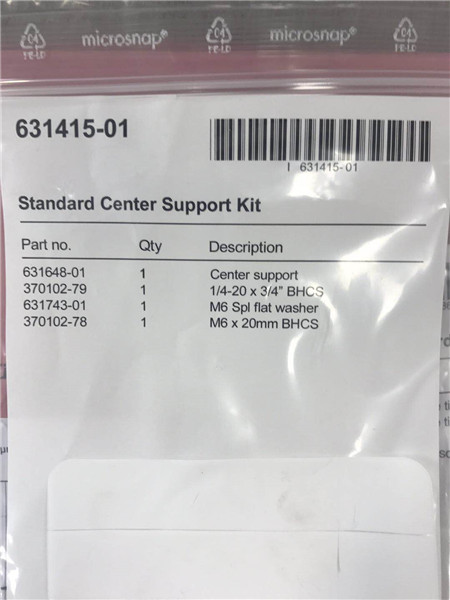 microsnap® microsnap®
04 04 04
PE-LD PE-LD PE-LD
631415-01
I 631415-01
Standard Center Support Kit
Part no. Qty Description
631648-01 1 Center support
370102-79 1 1/4-20 x 3/4" BHCS
631743-01 1 M6 Spl flat washer
370102-78 1 M6 x 20mm BHCS